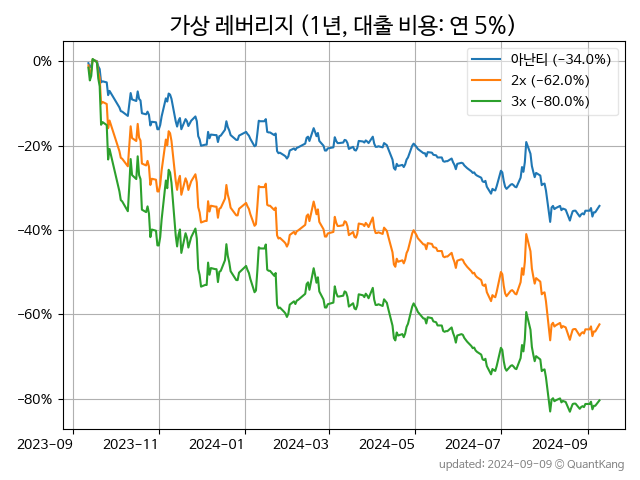 가상 레버리지 (1년, 대출 비용: 연 5%)
아난티 (−34.0%)
2x (−62.0%)
3x (−80.0%)
0%
−20%
−40%
−60%
−80%
2023-09 2023-11 2024-01 2024-03 2024-05 2024-07 2024-09
updated: 2024-09-09 © QuantKang